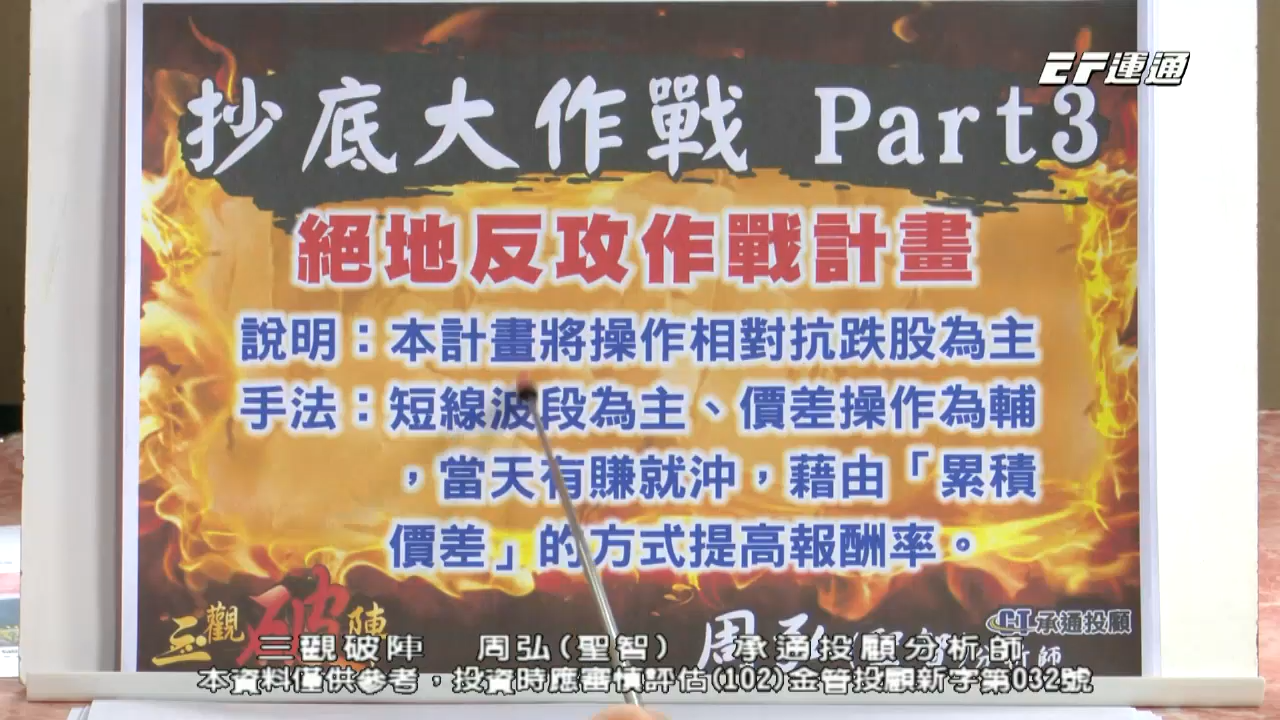 EF運通
抄底大作戰 Part3
絕地反攻作戰計畫
說明：本計畫將操作相對抗跌股為主
手法：短線波段為主、價差操作為輔
，當天有賺就沖，藉由「累積
價差」的方式提高報酬率。
三觀破陣
CI承通投顧
三觀破陣 周弘(聖智) 承通投顧分析師
本資料僅供參考，投資時應審慎評估(102)金管投顧新字第032號